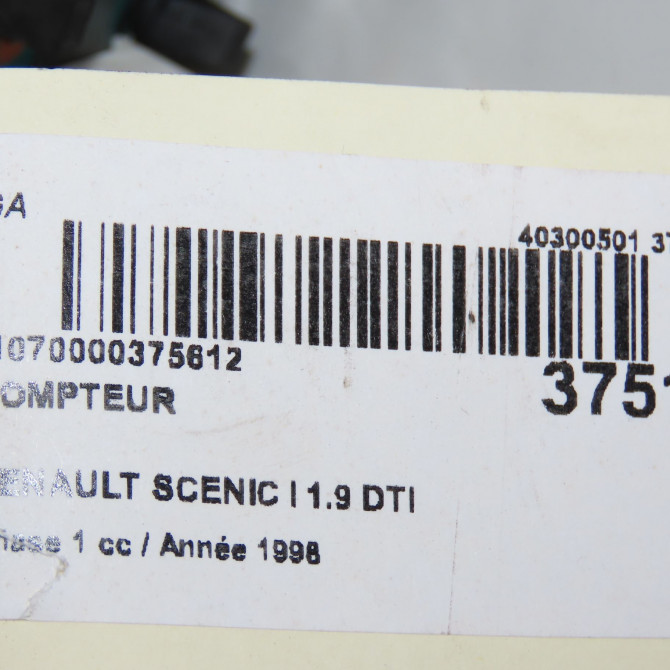 GA
40300501 37
1070000375612
OMPTEUR
3751
ENAULT SCENIC I 1.9 DTI
hase 1 cc / Année 1998